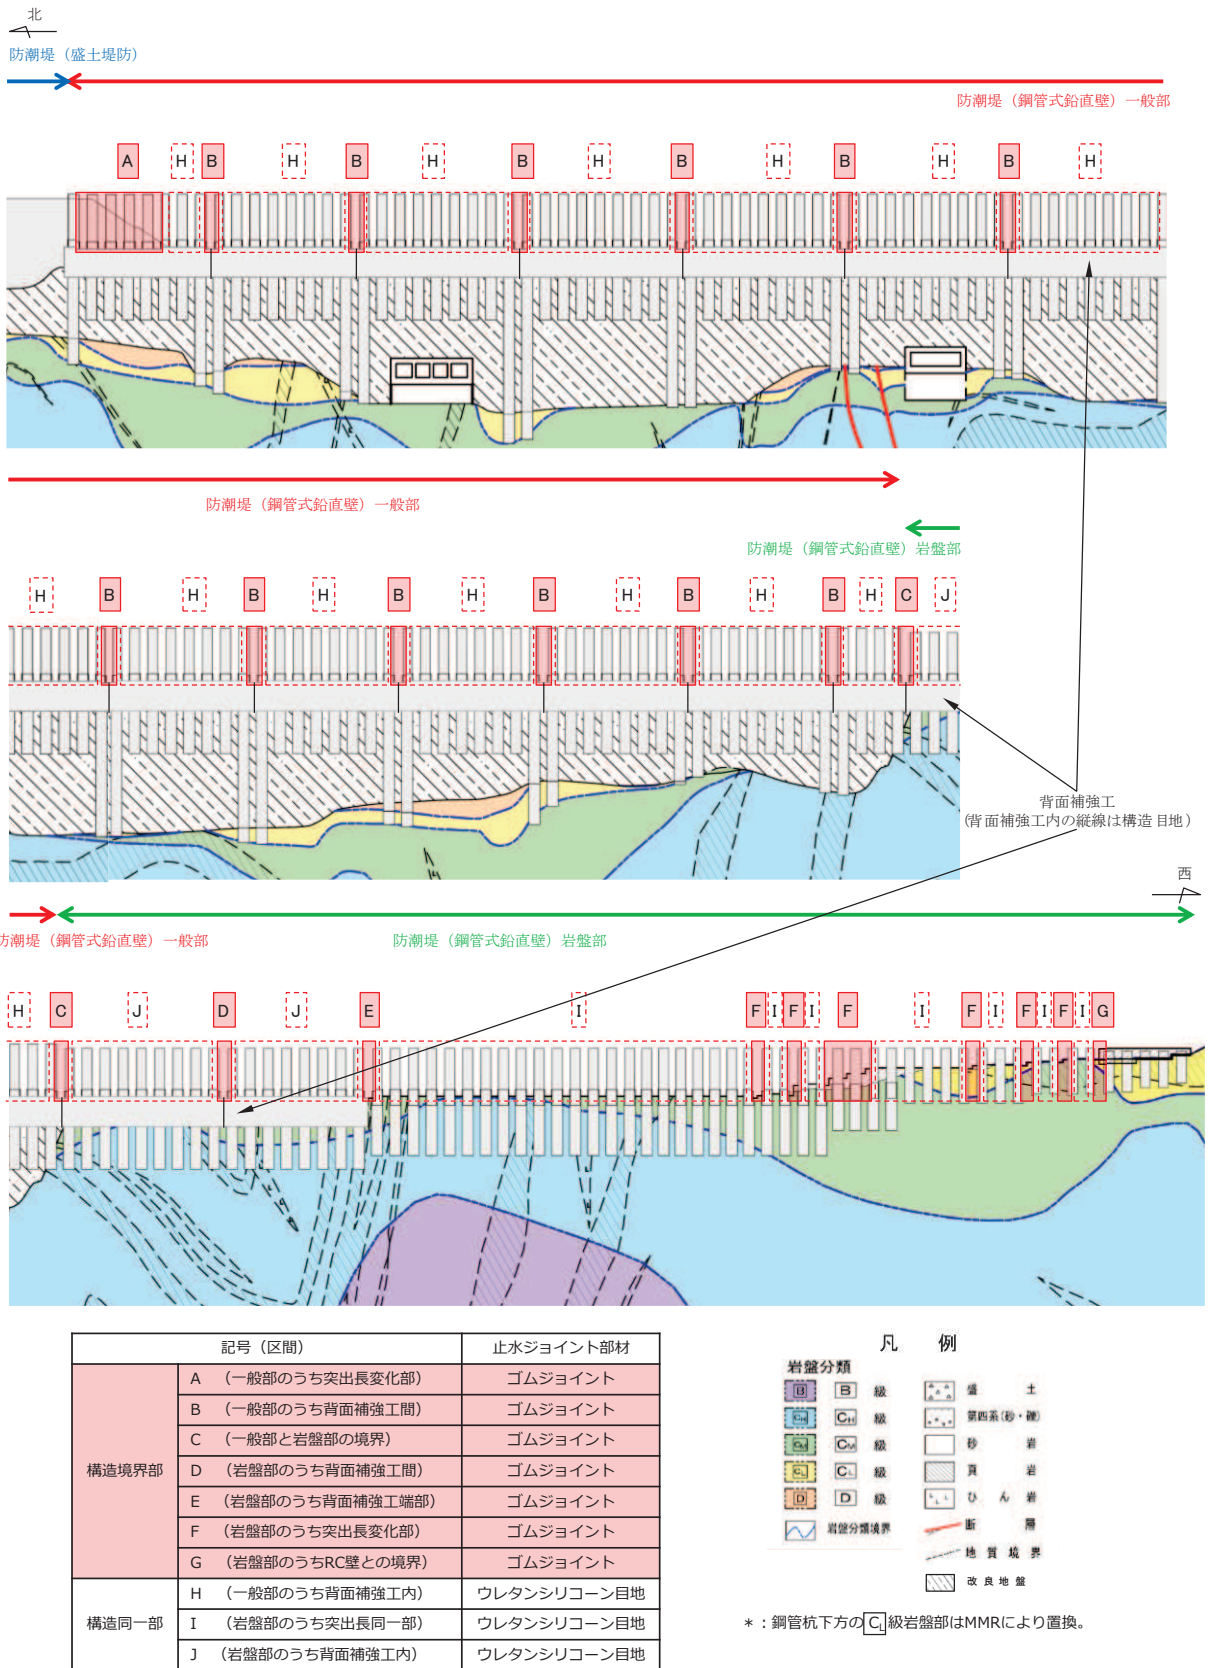 北
防潮堤（盛土堤防）
防潮堤（鋼管式鉛直壁）一般部
A H B H B H B H B H B H B H
防潮堤（鋼管式鉛直壁）一般部
防潮堤（鋼管式鉛直壁）岩盤部
H B H B H B H B H B H B H C J
背面補強工
(背面補強工内の縦線は構造目地)
西
防潮堤（鋼管式鉛直壁）一般部
防潮堤（鋼管式鉛直壁）岩盤部
H C J D J E I F I F I F I F I F I F I G
記号（区間） 止水ジョイント部材
構造境界部
A （一般部のうち突出長変化部） ゴムジョイント
B （一般部のうち背面補強工間） ゴムジョイント
C （一般部と岩盤部の境界） ゴムジョイント
D （岩盤部のうち背面補強工間） ゴムジョイント
E （岩盤部のうち背面補強工端部） ゴムジョイント
F （岩盤部のうち突出長変化部） ゴムジョイント
G （岩盤部のうちRC壁との境界） ゴムジョイント
構造同一部
H （一般部のうち背面補強工内） ウレタンシリコーン目地
I （岩盤部のうち突出長同一部） ウレタンシリコーン目地
J （岩盤部のうち背面補強工内） ウレタンシリコーン目地
凡 例
岩盤分類
B B 級
CH CH 級
CM CM 級
CL CL 級
D D 級
岩盤分類境界
盛 土
第四系(砂・礫)
砂 岩
頁 岩
ひ ん 岩
断 層
地 質 境 界
改 良 地 盤
＊：鋼管杭下方のCL級岩盤部はMMRにより置換。